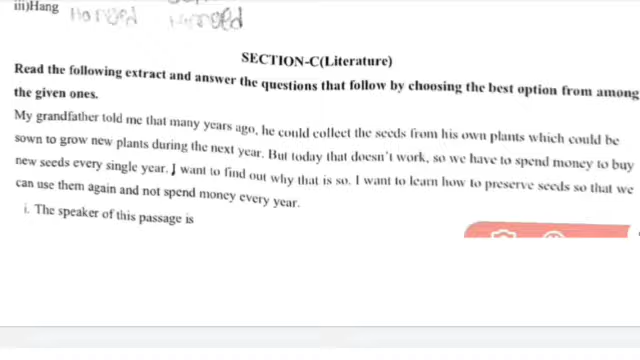 iii)Hang Hanged Hanged
SECTION-C(Literature)
Read the following extract and answer the questions that follow by choosing the best option from among
the given ones.
My grandfather told me that many years ago, he could collect the seeds from his own plants which could be
sown to grow new plants during the next year. But today that doesn't work, so we have to spend money to buy
new seeds every single year. I want to find out why that is so. I want to learn how to preserve seeds so that we
can use them again and not spend money every year.
i. The speaker of this passage is